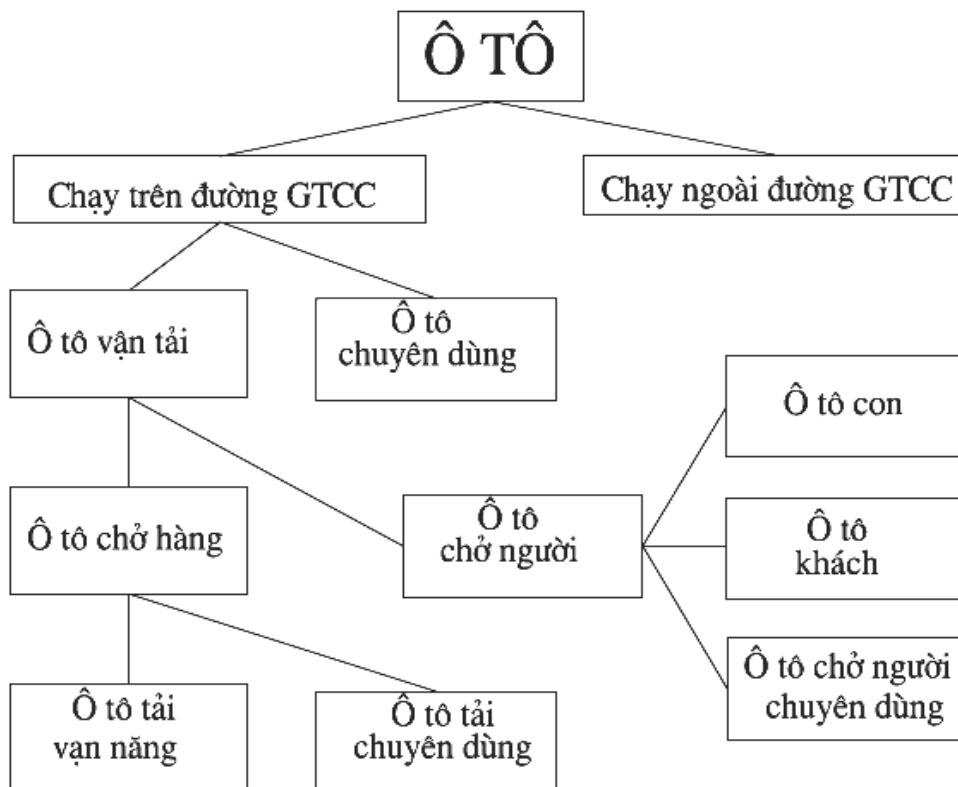 Ô TÔ
Chạy trên đường GTCC
Chạy ngoài đường GTCC
Ô tô vận tải
Ô tô
chuyên dùng
Ô tô con
Ô tô chở hàng
Ô tô
chở người
Ô tô
khách
Ô tô chở người
chuyên dùng
Ô tô tải
vạn năng
Ô tô tải
chuyên dùng